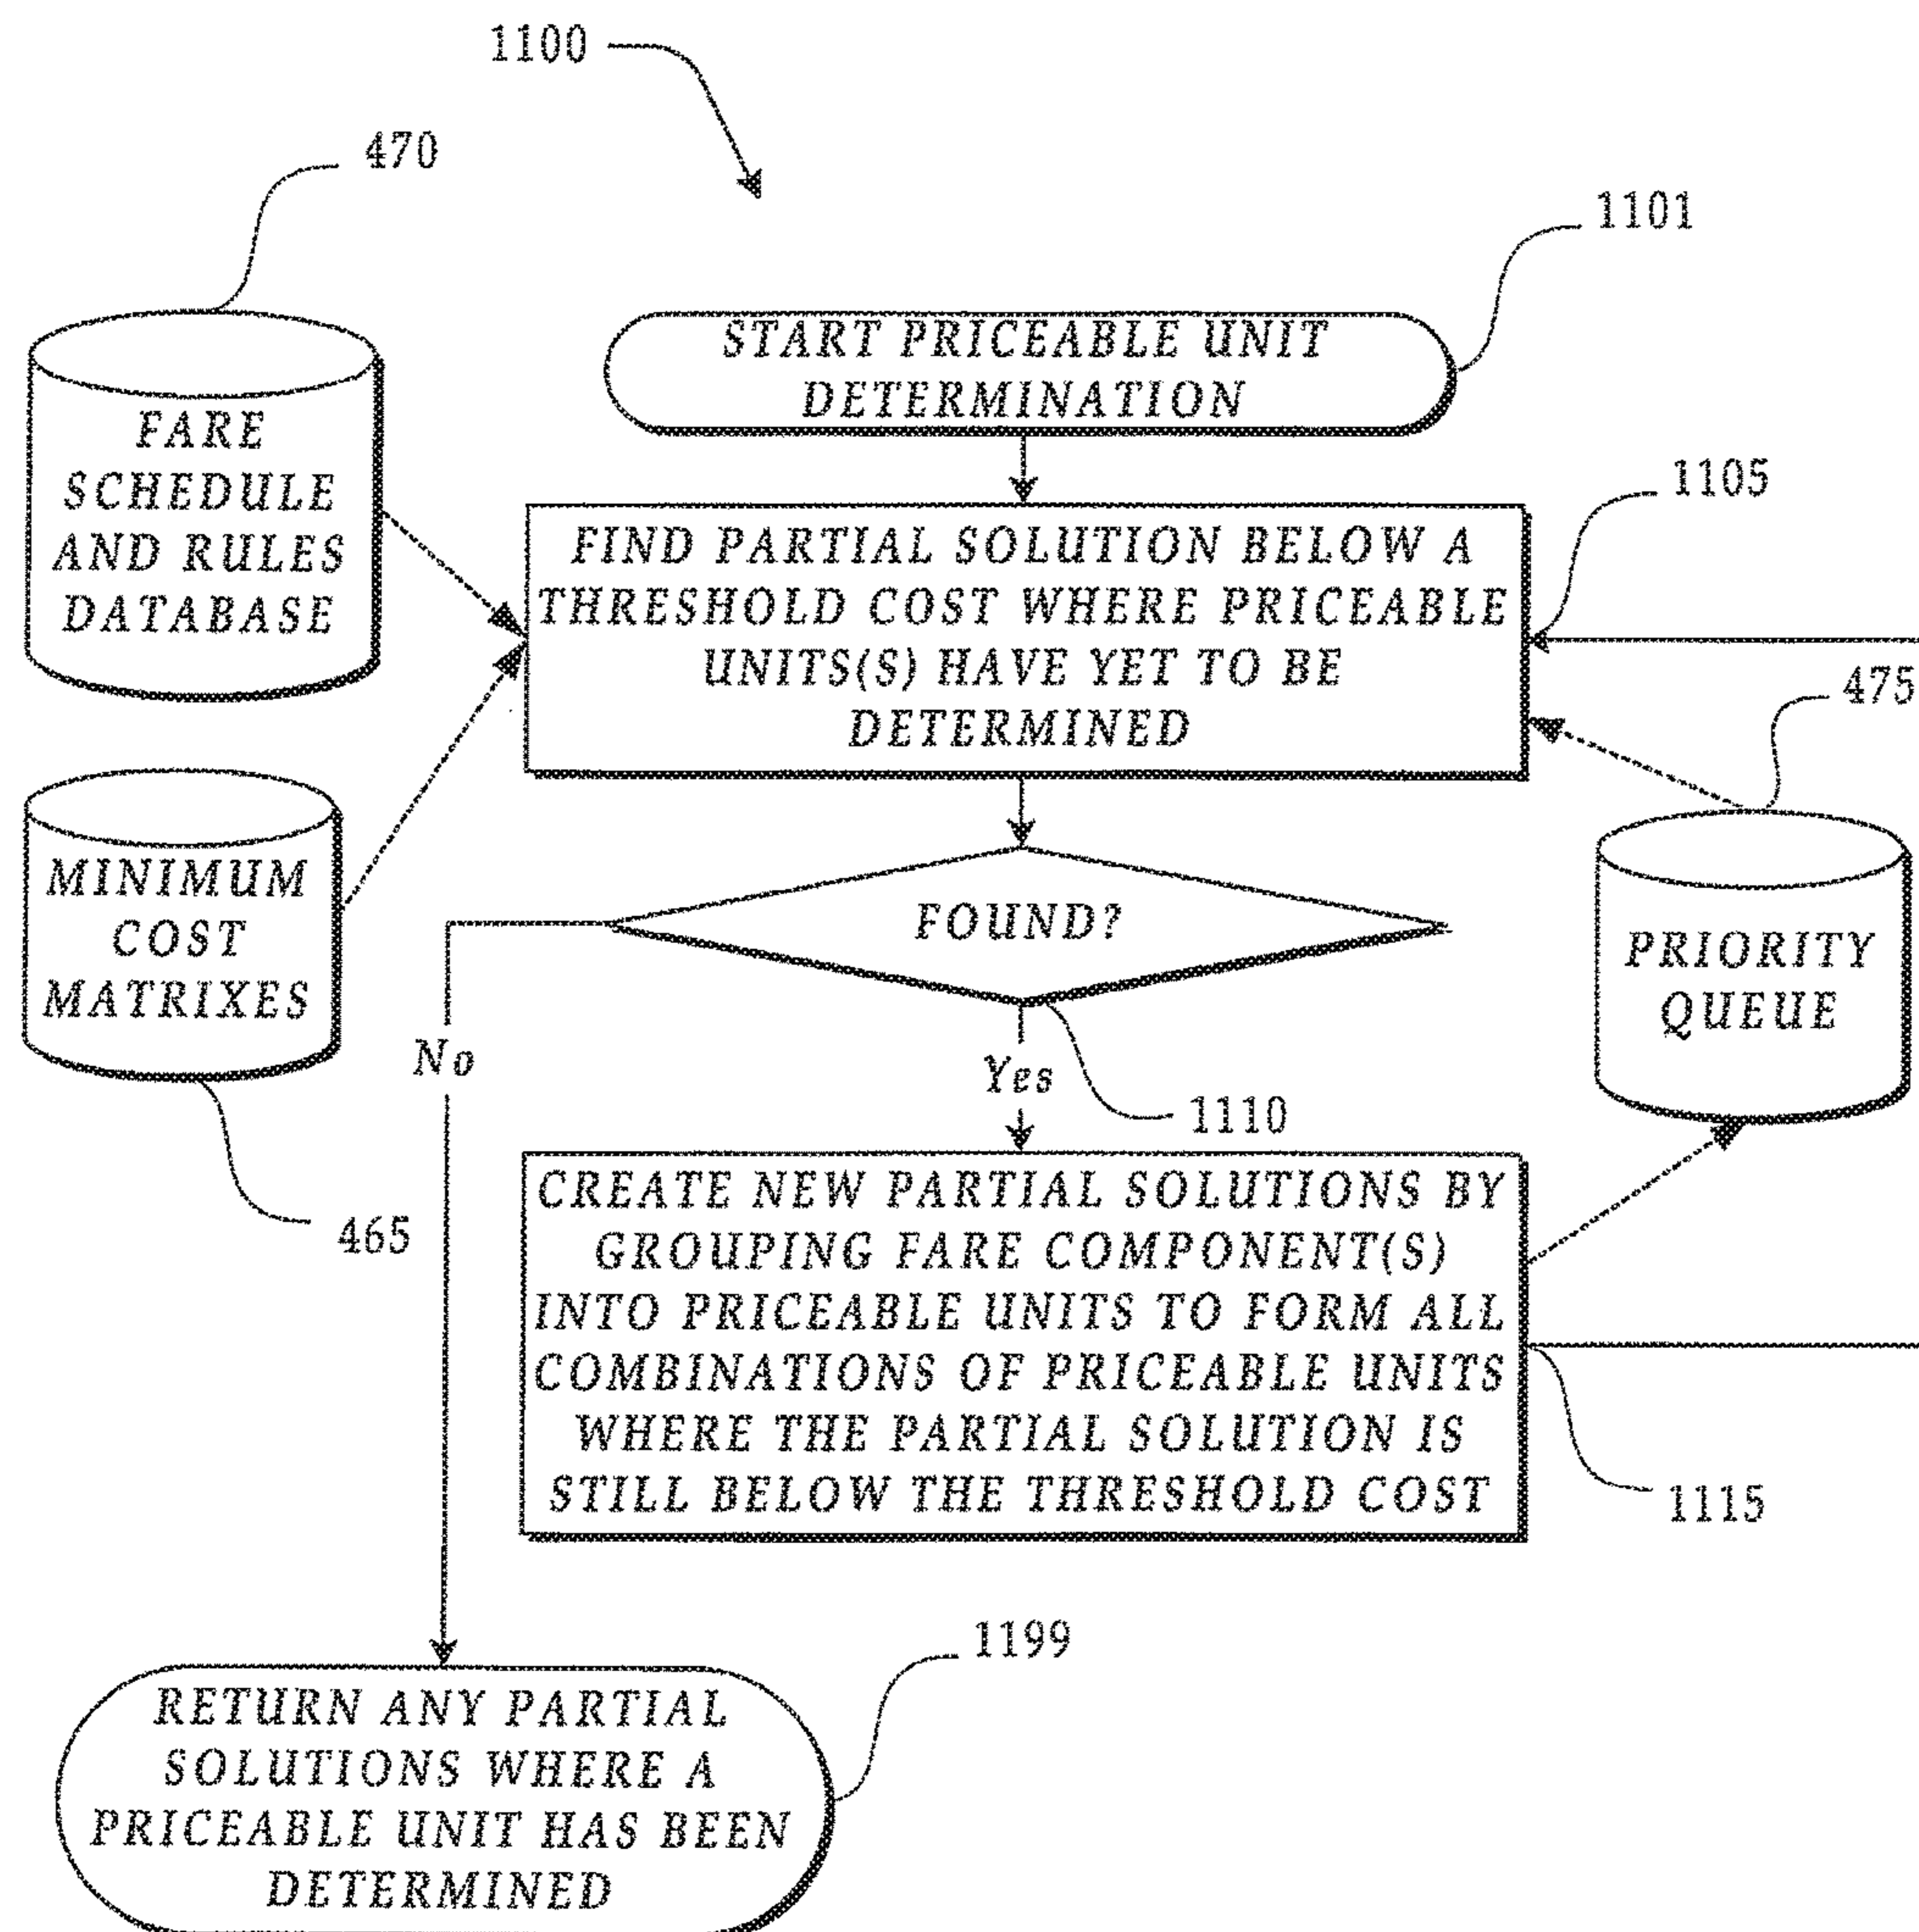 1100
470
1101
START PRICEABLE UNIT
DETERMINATION
FARE
SCHEDULE
AND RULES
DATABASE
1105
FIND PARTIAL SOLUTION BELOW A
THRESHOLD COST WHERE PRICEABLE
UNITS(S) HAVE YET TO BE
DETERMINED
475
MINIMUM
COST
MATRIXES
FOUND?
PRIORITY
QUEUE
No
Yes
1110
465
CREATE NEW PARTIAL SOLUTIONS BY
GROUPING FARE COMPONENT(S)
INTO PRICEABLE UNITS TO FORM ALL
COMBINATIONS OF PRICEABLE UNITS
WHERE THE PARTIAL SOLUTION IS
STILL BELOW THE THRESHOLD COST
1115
1199
RETURN ANY PARTIAL
SOLUTIONS WHERE A
PRICEABLE UNIT HAS BEEN
DETERMINED